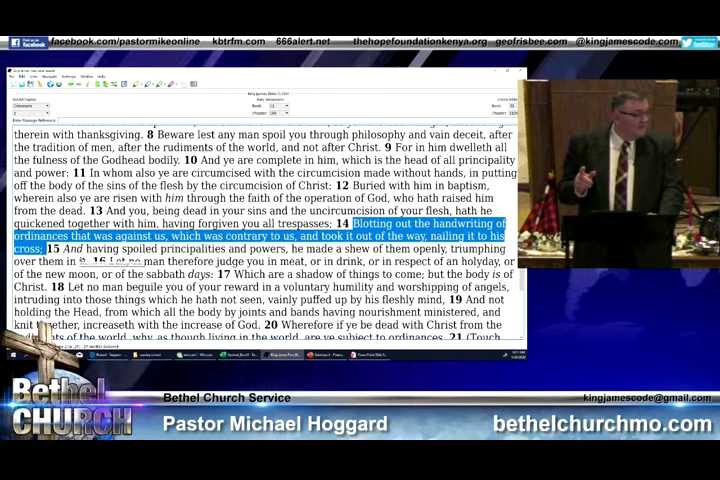 facebook.com/pastormikeonline kbtrfm.com 666alert.net thehopefoundationkenya.org geofrisbee.com @kingjamescode.com
therein with thanksgiving. 8 Beware lest any man spoil you through philosophy and vain deceit, after
the tradition of men, after the rudiments of the world, and not after Christ. 9 For in him dwelleth all
the fulness of the Godhead bodily. 10 And ye are complete in him, which is the head of all principality
and power: 11 In whom also ye are circumcised with the circumcision made without hands, in putting
off the body of the sins of the flesh by the circumcision of Christ: 12 Buried with him in baptism,
wherein also ye are risen with him through the faith of the operation of God, who hath raised him
from the dead. 13 And you, being dead in your sins and the uncircumcision of your flesh, hath he
quickened together with him, having forgiven you all trespasses; 14 Blotting out the handwriting of
ordinances that was against us, which was contrary to us, and took it out of the way, nailing it to his
cross; 15 And having spoiled principalities and powers, he made a shew of them openly, triumphing
over them in it. 16 Let no man therefore judge you in meat, or in drink, or in respect of an holyday, or
of the new moon, or of the sabbath days: 17 Which are a shadow of things to come; but the body is of
Christ. 18 Let no man beguile you of your reward in a voluntary humility and worshipping of angels,
intruding into those things which he hath not seen, vainly puffed up by his fleshly mind, 19 And not
holding the Head, from which all the body by joints and bands having nourishment ministered, and
knit together, increaseth with the increase of God. 20 Wherefore if ye be dead with Christ from the
rudiments of the world, why, as though living in the world, are ye subject to ordinances, 21 (Touch
Bethel
CHURCH
Bethel Church Service
kingjamescode@gmail.com
Pastor Michael Hoggard
bethelchurchmo.com